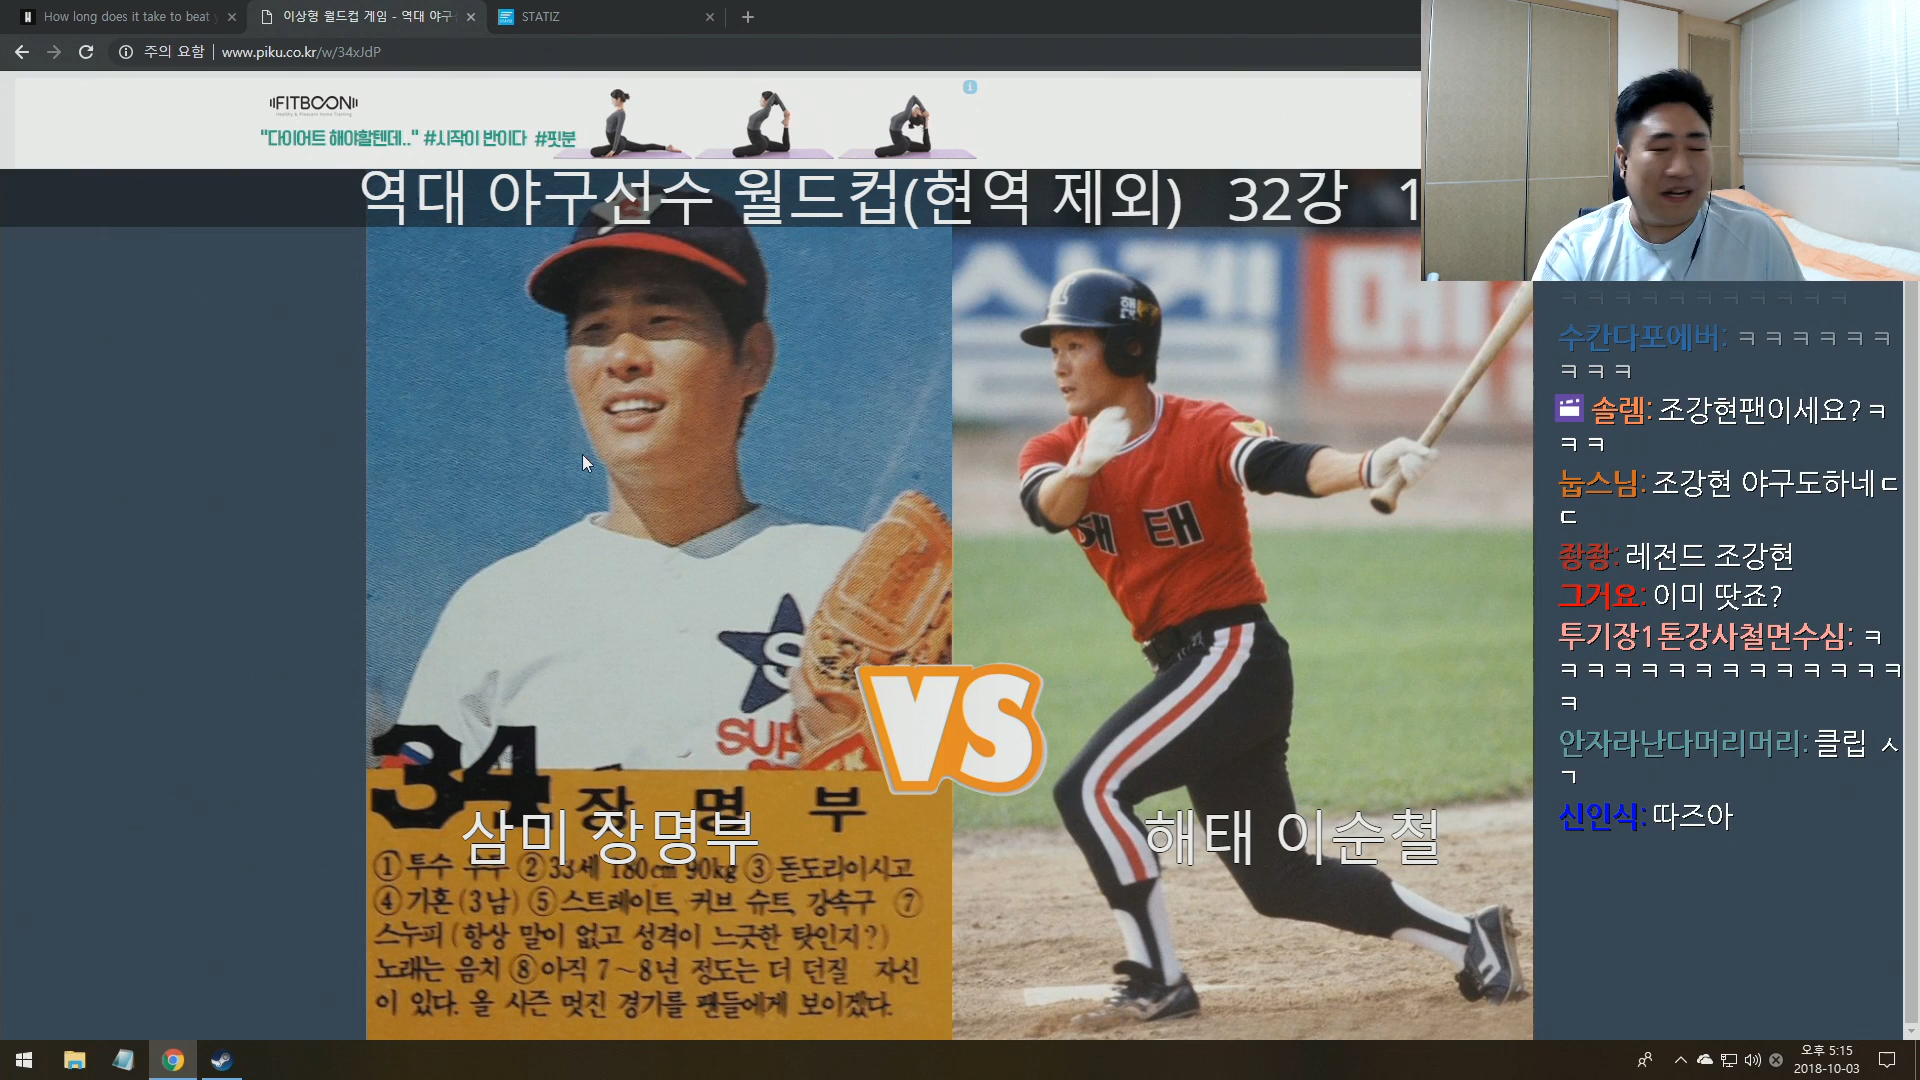 How long does it take to beat
이상형 월드컵 게임 - 역대 야구
STATIZ
주의 요함
www.piku.co.kr/w/34xJdP
FITBOON
"다이어트 해야할텐데.." #시작이 반이다 #핏분
역대 야구선수 월드컵(현역 제외) 32강 1
삼겹
해태
VS
34 장명부
삼미 장명부
해태 이순철
①투수 우우 ②33세 180cm 90kg ③돈도리이시고
④기혼(3남) ⑤스트레이트, 커브 슈트, 강속구 ⑦
스누피(항상 말이 없고 성격이 느긋한 탓인지?)
노래는 음치 ⑧아직 7~8년 정도는 더 던질 자신
이 있다. 올 시즌 멋진 경기를 팬들에게 보이겠다.
수칸다포에버: ㅋㅋㅋㅋㅋㅋ
ㅋㅋㅋ
솔렘: 조강현팬이세요?ㅋ
ㅋㅋ
눕스님: 조강현 야구도하네ㄷ
ㄷ
좌좡: 레전드 조강현
그거요: 이미 땃죠?
투기장1톤강사철면수심: ㅋ
ㅋㅋㅋㅋㅋㅋㅋㅋㅋㅋㅋㅋㅋ
ㅋ
안자라난다머리머리: 클립 ㅅ
ㄱ
신인식: 따즈아
오후 5:15
2018-10-03